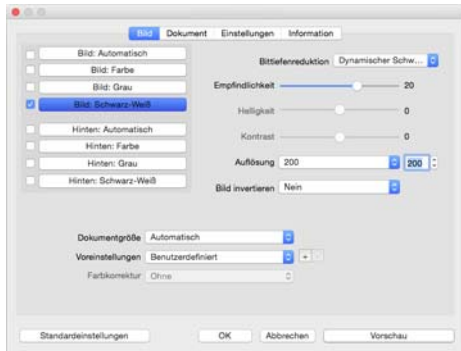 Bild Dokument Einstellungen Information
Bild: Automatisch
Bild: Farbe
Bild: Grau
Bild: Schwarz-Weiß
Hinten: Automatisch
Hinten: Farbe
Hinten: Grau
Hinten: Schwarz-Weiß
Bittiefenreduktion Dynamischer Schw...
Empfindlichkeit 20
Helligkeit 0
Kontrast 0
Auflösung 200 200
Bild invertieren Nein
Dokumentgröße Automatisch
Voreinstellungen Benutzerdefiniert + -
Farbkorrektur Ohne
Standardeinstellungen OK Abbrechen Vorschau